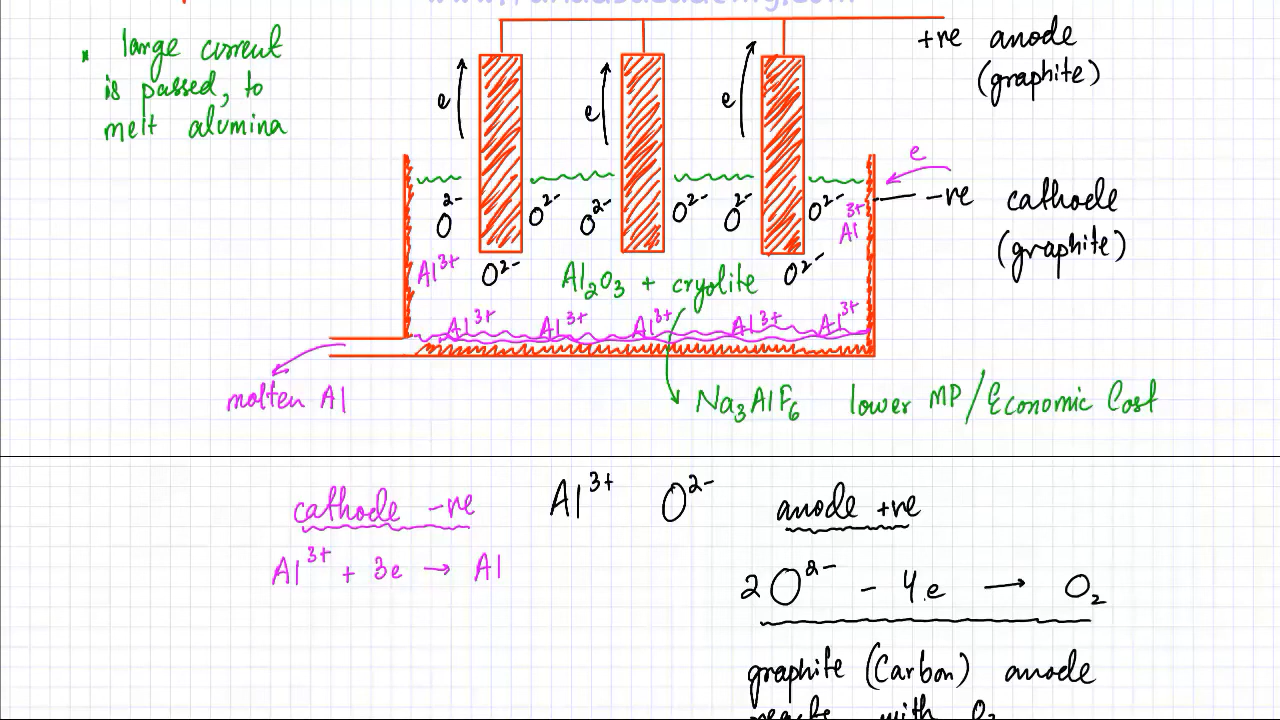 • large current
is passed, to
melt alumina
+ve anode
(graphite)
e
e
e
e
-ve cathode
(graphite)
O²⁻ O²⁻ O²⁻ O²⁻ O²⁻ O²⁻
Al³⁺
Al³⁺ O²⁻ Al₂O₃ + cryolite O²⁻
Al³⁺ Al³⁺ Al³⁺ Al³⁺ Al³⁺
molten Al
Na₃AlF₆ lower MP/Economic Cost
cathode -ve
Al³⁺ O²⁻
anode +ve
Al³⁺ + 3e → Al
2O²⁻ - 4e → O₂
graphite (Carbon) anode
with O₂